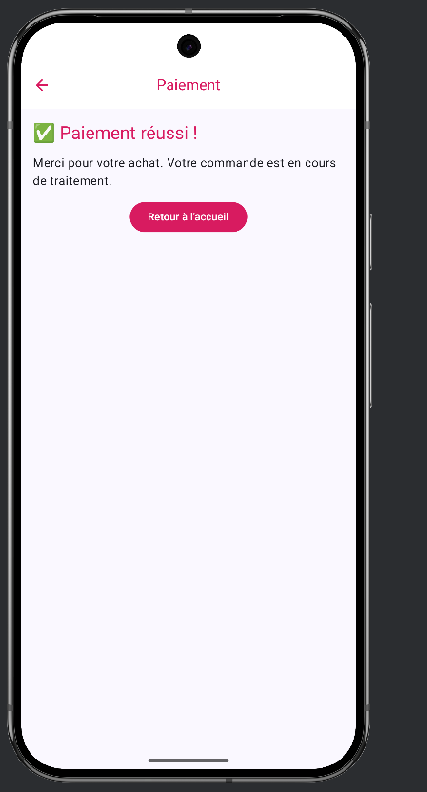 Paiement
✅ Paiement réussi !
Merci pour votre achat. Votre commande est en cours
de traitement.
Retour à l'accueil